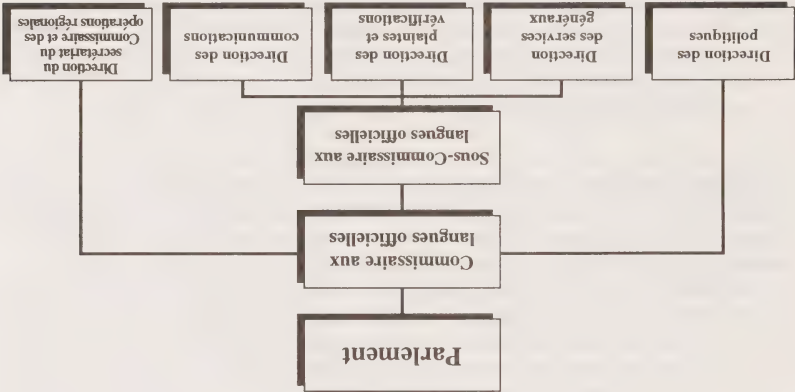 Parlement
Commissaire aux
langues officielles
Sous-Commissaire aux
langues officielles
Direction des
politiques
Direction
des services
généraux
Direction des
plaintes et
vérifications
Direction des
communications
Direction du
secrétariat du
Commissaire et des
opérations régionales